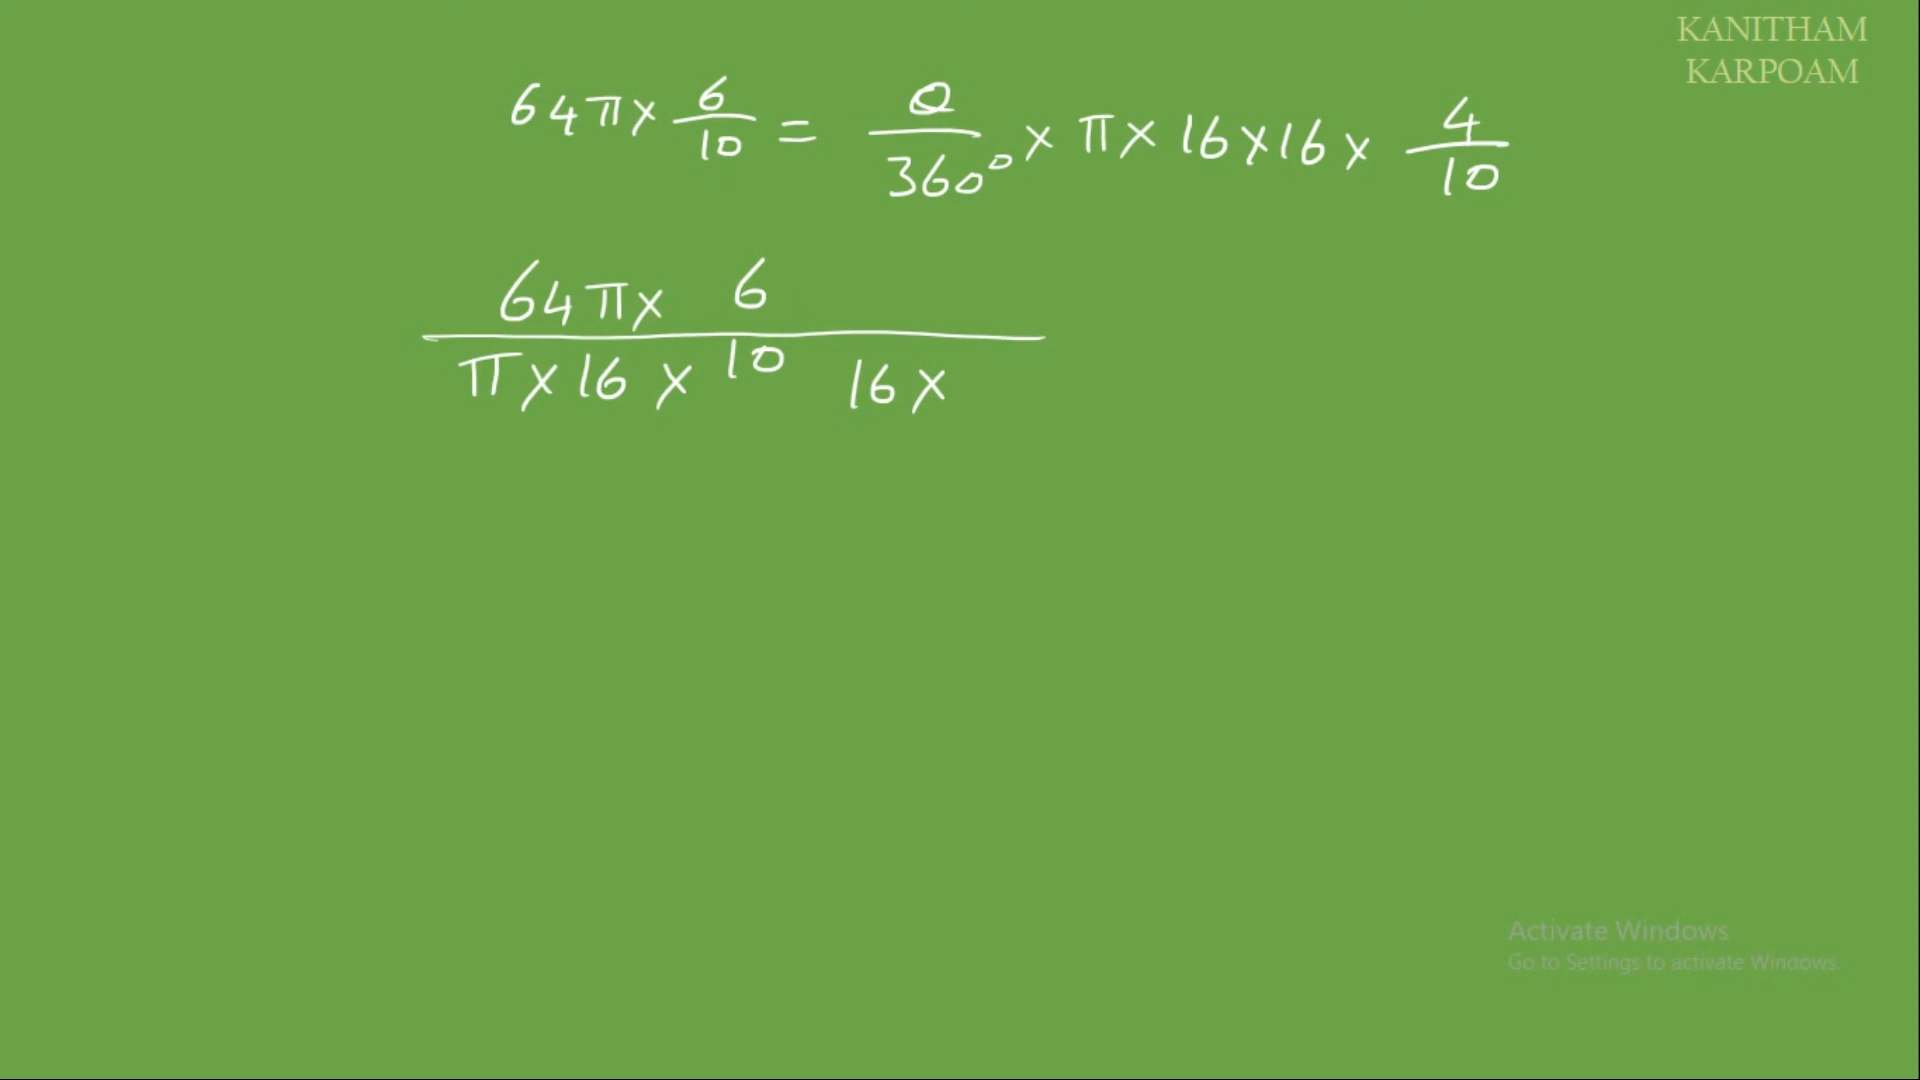 KANITHAM
KARPOAM
64π× 6/10 = θ/360° × π × 16×16 × 4/10
64π× 6
π×16 × 10 16×
Activate Windows
Go to Settings to activate Windows.